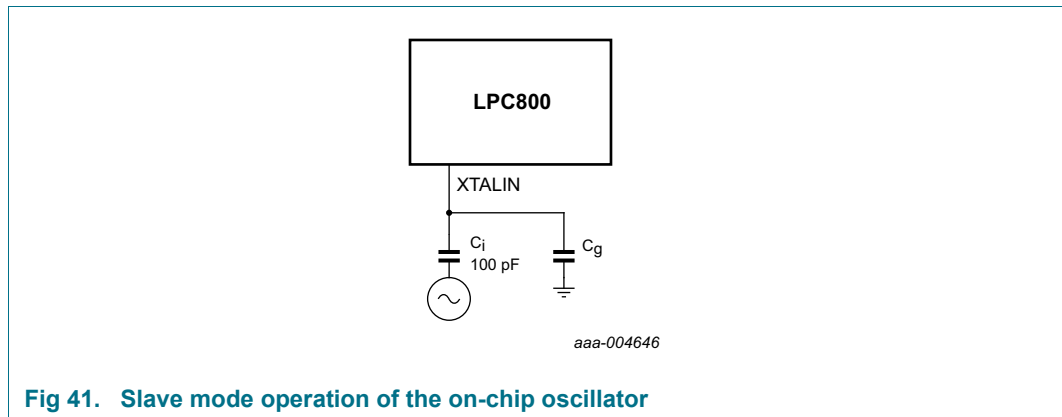 LPC800
XTALIN
Ci
100 pF
Cg
aaa-004646
Fig 41. Slave mode operation of the on-chip oscillator